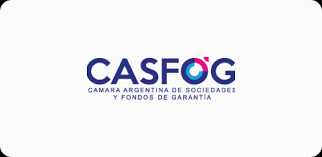 CASFOG
CAMARA ARGENTINA DE SOCIEDADES
Y FONDOS DE GARANTÍA